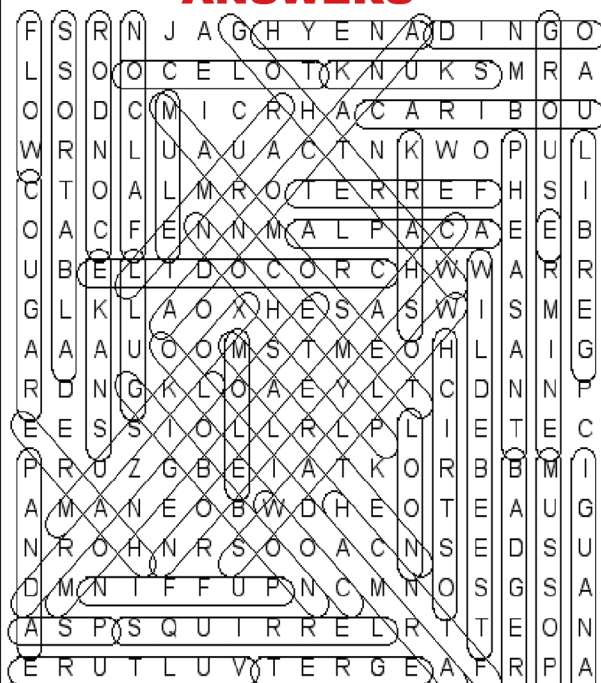 ANSWERS
F S R N J A G H Y E N A D I N G O
L S O O C E L O T K N U K S M R A
O O D C M I C R H A C A R I B O U
W R N L U A U A C T N K W O P U L
C T O A L M R O T E R R E F H S I
O A C F E N N M A L P A C A E E B
U B E L I D O C O R C H W W A R R
G L K L A O X H E S A S W I S M E
A A A U O O M S T M E O H L A I G
R D N G K L O A E Y L T C D N N P
E E S S I O L L R L P L I E T E C
P R U Z G B E I A T K O R B B M I
A M A N E O B W D H E O T E A U G
N R O H N R S O O A C N S E D S U
D M N I F F U P N C M N O S G S A
A S P S Q U I R R E L R T T E O N
E R U T L U V T E R G E A F R P A